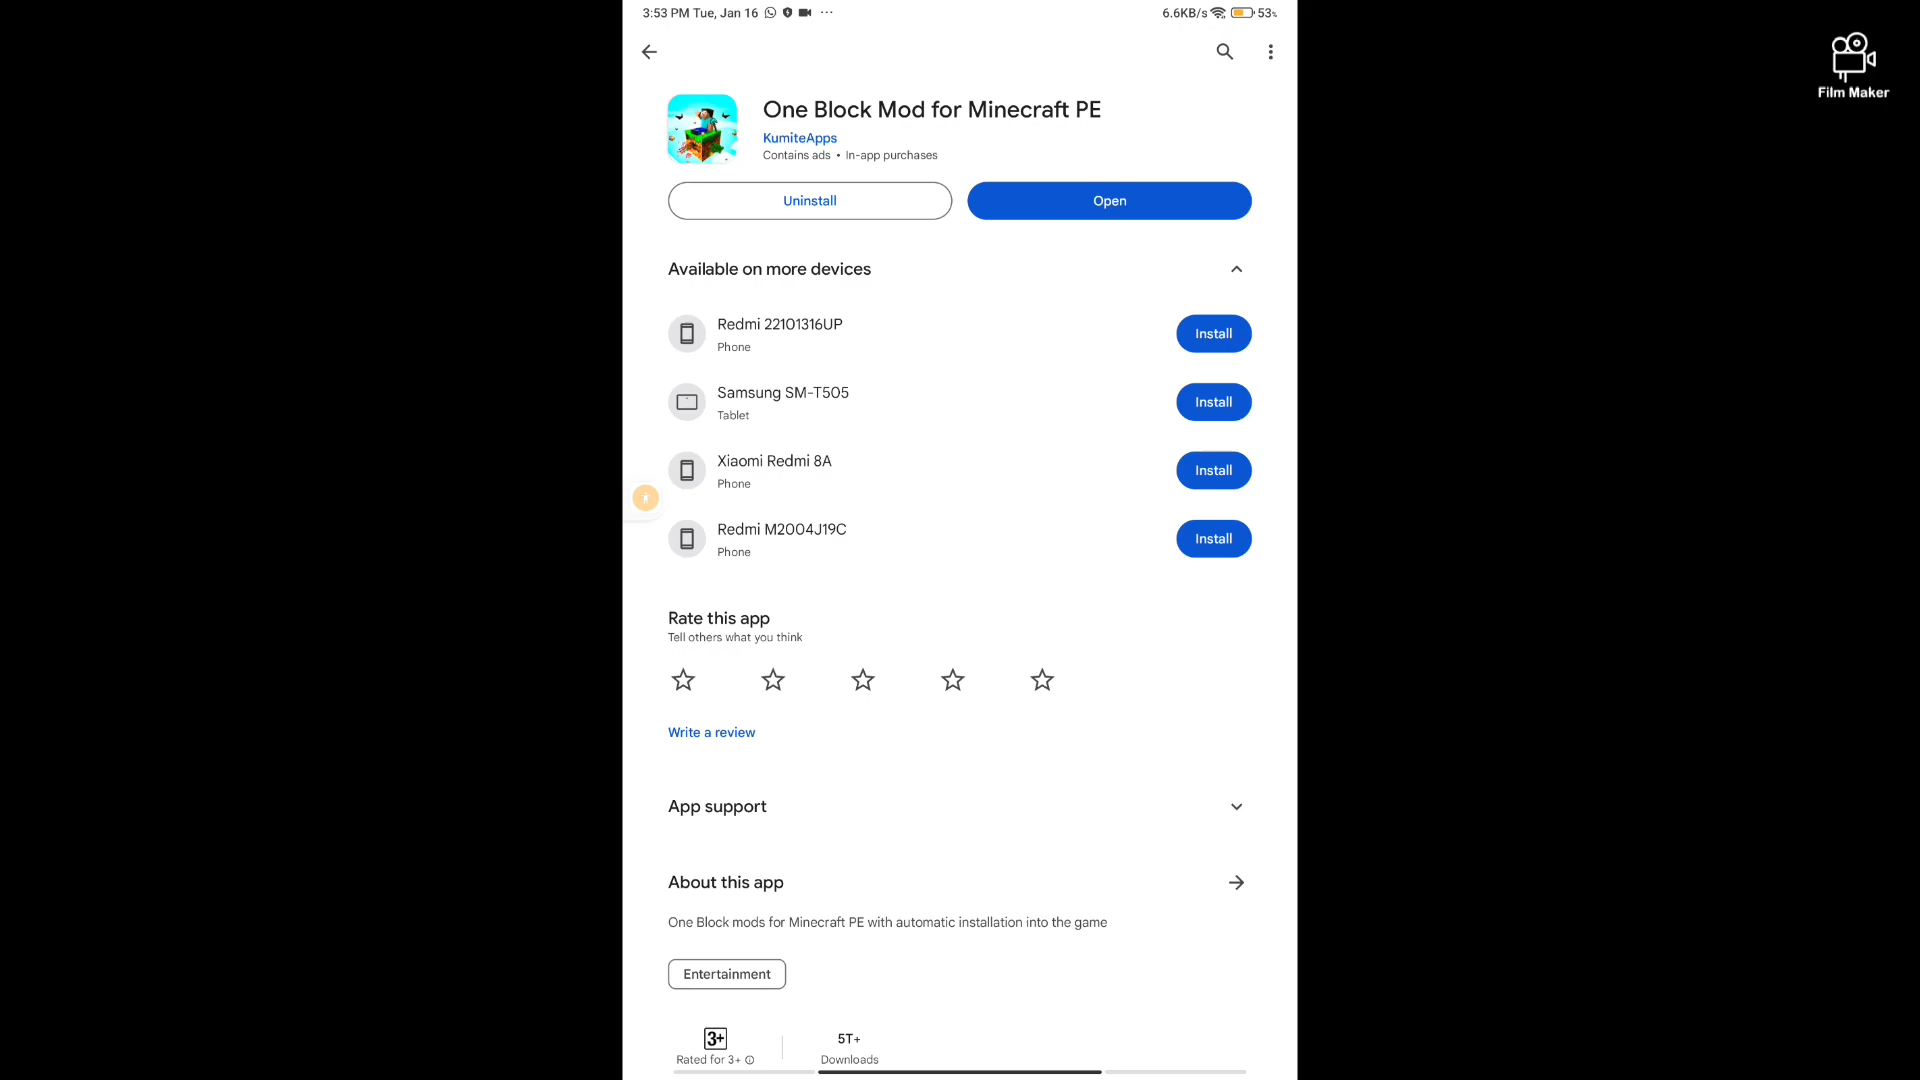 3:53 PM Tue, Jan 16
6.6KB/s 53%
Film Maker
One Block Mod for Minecraft PE
KumiteApps
Contains ads • In-app purchases
Uninstall
Open
Available on more devices
Redmi 22101316UP
Phone
Install
Samsung SM-T505
Tablet
Install
Xiaomi Redmi 8A
Phone
Install
Redmi M2004J19C
Phone
Install
Rate this app
Tell others what you think
Write a review
App support
About this app
One Block mods for Minecraft PE with automatic installation into the game
Entertainment
3+
5T+
Rated for 3+
Downloads